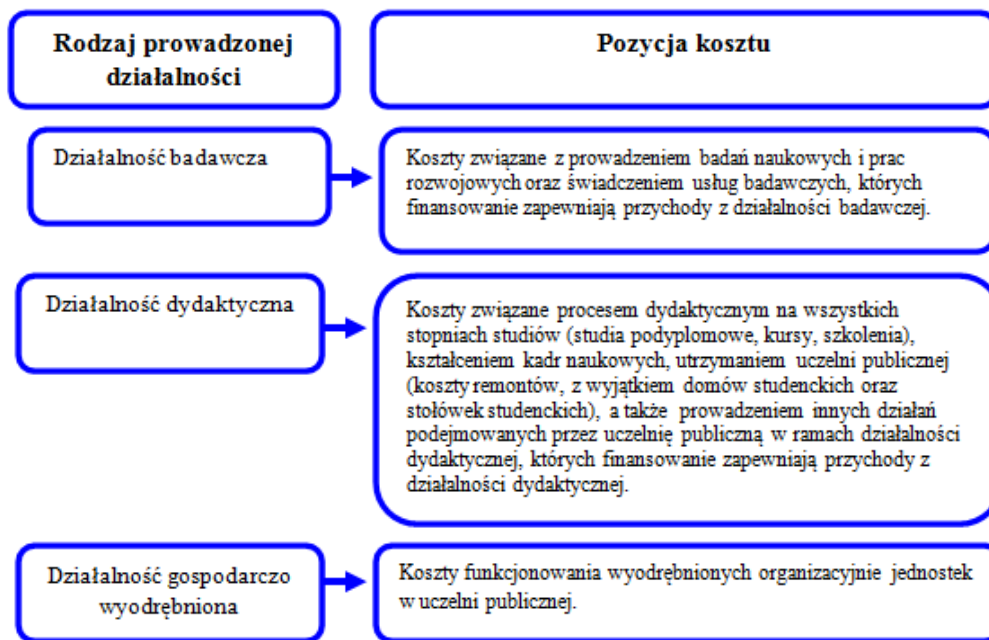 Rodzaj prowadzonej
działalności
Pozycja kosztu
Działalność badawcza
Koszty związane z prowadzeniem badań naukowych i prac
rozwojowych oraz świadczeniem usług badawczych, których
finansowanie zapewniają przychody z działalności badawczej.
Działalność dydaktyczna
Koszty związane procesem dydaktycznym na wszystkich
stopniach studiów (studia podyplomowe, kursy, szkolenia),
kształceniem kadr naukowych, utrzymaniem uczelni publicznej
(koszty remontów, z wyjątkiem domów studenckich oraz
stołówek studenckich), a także prowadzeniem innych działań
podejmowanych przez uczelnię publiczną w ramach działalności
dydaktycznej, których finansowanie zapewniają przychody z
działalności dydaktycznej.
Działalność gospodarczo
wyodrębniona
Koszty funkcjonowania wyodrębnionych organizacyjnie jednostek
w uczelni publicznej.